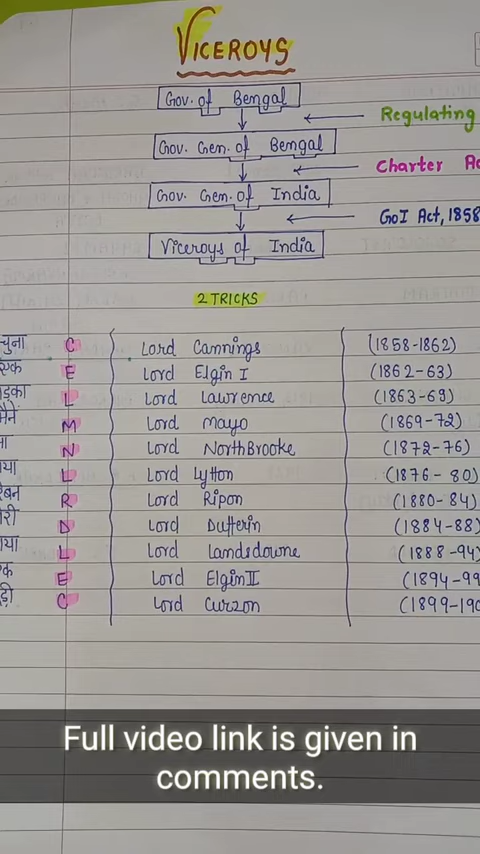 VICEROYS
Gov. of Bengal
Regulating
Gov. Gen. of Bengal
Charter
Gov. Gen. of India
GoI Act, 1858
Viceroys of India
2 TRICKS
चुना C Lord Cannings (1858-1862)
E Lord Elgin I (1862-63)
L Lord Lawrence (1863-69)
M Lord Mayo (1869-72)
N Lord NorthBrooke (1872-76)
L Lord Lytton (1876-80)
R Lord Ripon (1880-84)
D Lord Dufferin (1884-88)
L Lord Landsdowne (1888-94)
E Lord Elgin II (1894-99
C Lord Curzon (1899-190
Full video link is given in
comments.